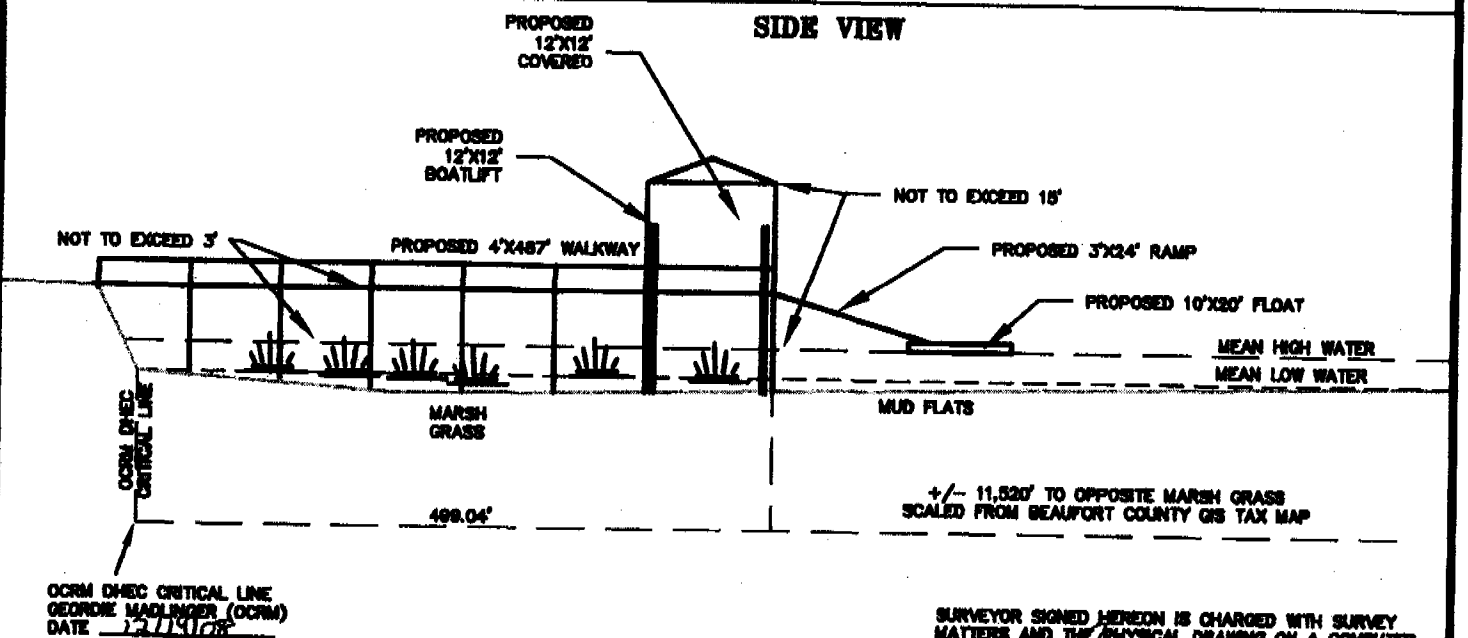 SIDE VIEW
PROPOSED
12'X12'
COVERED
PROPOSED
12'X12'
BOATLIFT
NOT TO EXCEED 15'
NOT TO EXCEED 3'
PROPOSED 4'X487' WALKWAY
PROPOSED 3'X24' RAMP
PROPOSED 10'X20' FLOAT
MEAN HIGH WATER
MEAN LOW WATER
MARSH
GRASS
MUD FLATS
OCRM DHEC
CRITICAL LINE
+/- 11,520' TO OPPOSITE MARSH GRASS
SCALED FROM BEAUFORT COUNTY GIS TAX MAP
499.04'
OCRM DHEC CRITICAL LINE
GEORDIE MADLINGER (OCRM)
DATE 12/19/08
SURVEYOR SIGNED HEREON IS CHARGED WITH SURVEY
MATTERS AND THE PHYSICAL DRAWING ON A COMPUTER